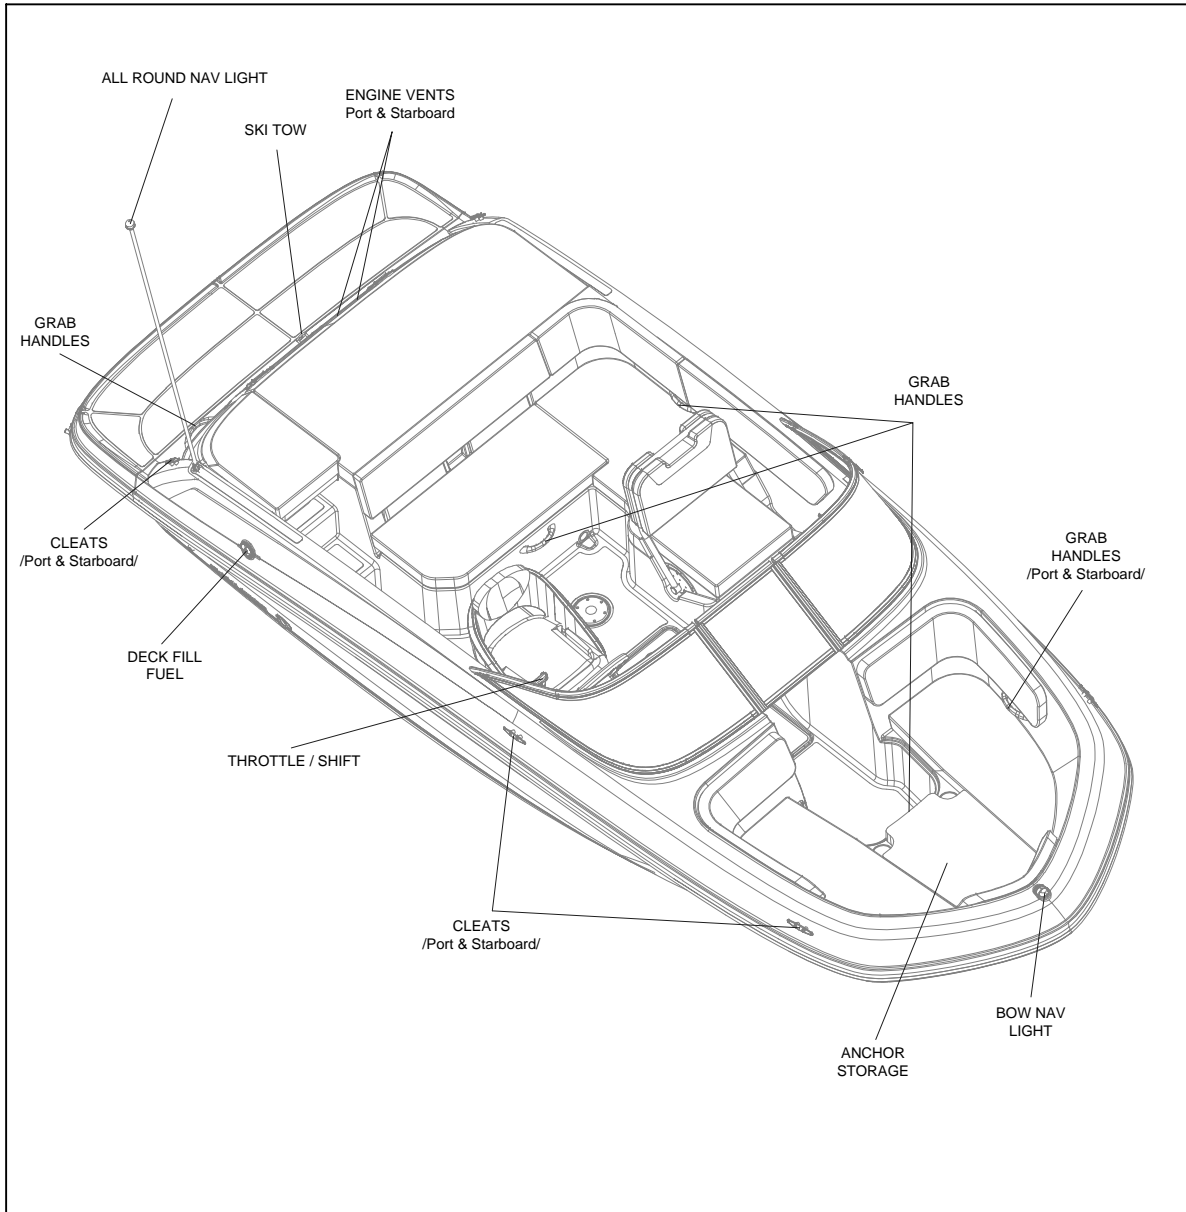 ALL ROUND NAV LIGHT
ENGINE VENTS
Port & Starboard
SKI TOW
GRAB
HANDLES
GRAB
HANDLES
CLEATS
/Port & Starboard/
GRAB
HANDLES
/Port & Starboard/
DECK FILL
FUEL
THROTTLE / SHIFT
CLEATS
/Port & Starboard/
BOW NAV
LIGHT
ANCHOR
STORAGE